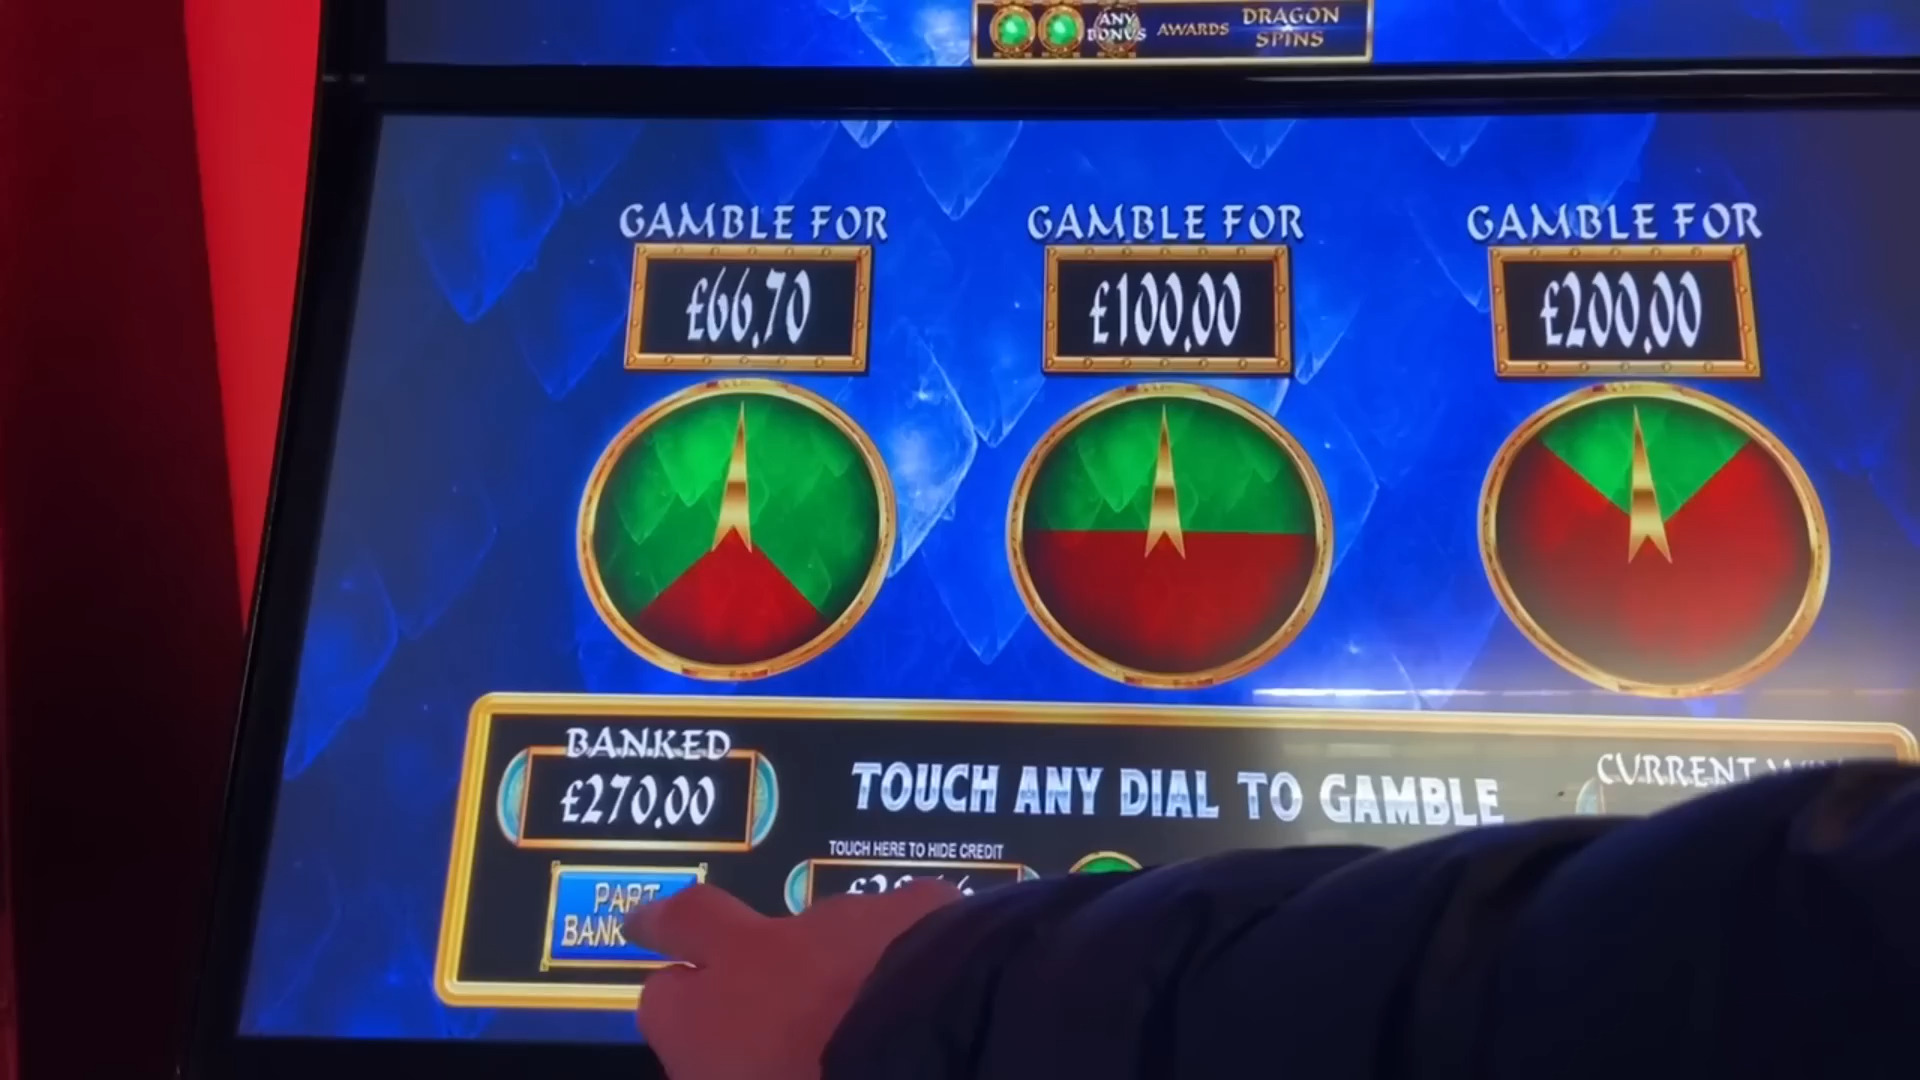 ANY
BONUS
AWARDS
DRAGON
SPINS
GAMBLE FOR
£66.70
GAMBLE FOR
£100.00
GAMBLE FOR
£200.00
BANKED
£270.00
TOUCH ANY DIAL TO GAMBLE
CURRENT
TOUCH HERE TO HIDE CREDIT
PART
BANK